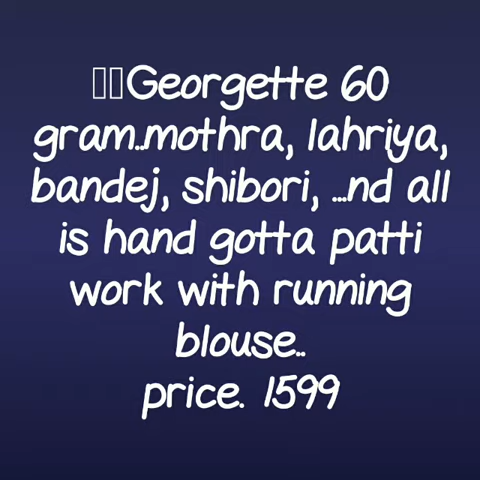 Georgette 60
gram..mothra, lahriya,
bandej, shibori, ...nd all
is hand gotta patti
work with running
blouse..
price. 1599